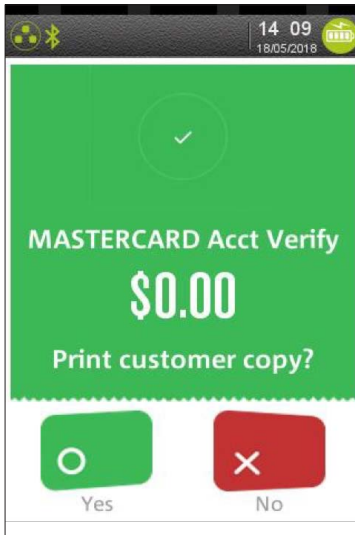 14 09
18/05/2018
MASTERCARD Acct Verify
$0.00
Print customer copy?
Yes
No